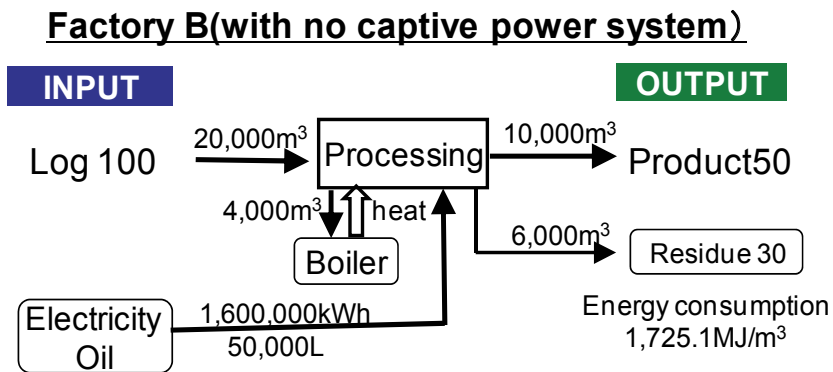 Factory B(with no captive power system）
INPUT
OUTPUT
Log 100
20,000m³
Processing
10,000m³
Product50
4,000m³
heat
6,000m³
Boiler
Residue 30
Electricity
Oil
1,600,000kWh
50,000L
Energy consumption
1,725.1MJ/m³